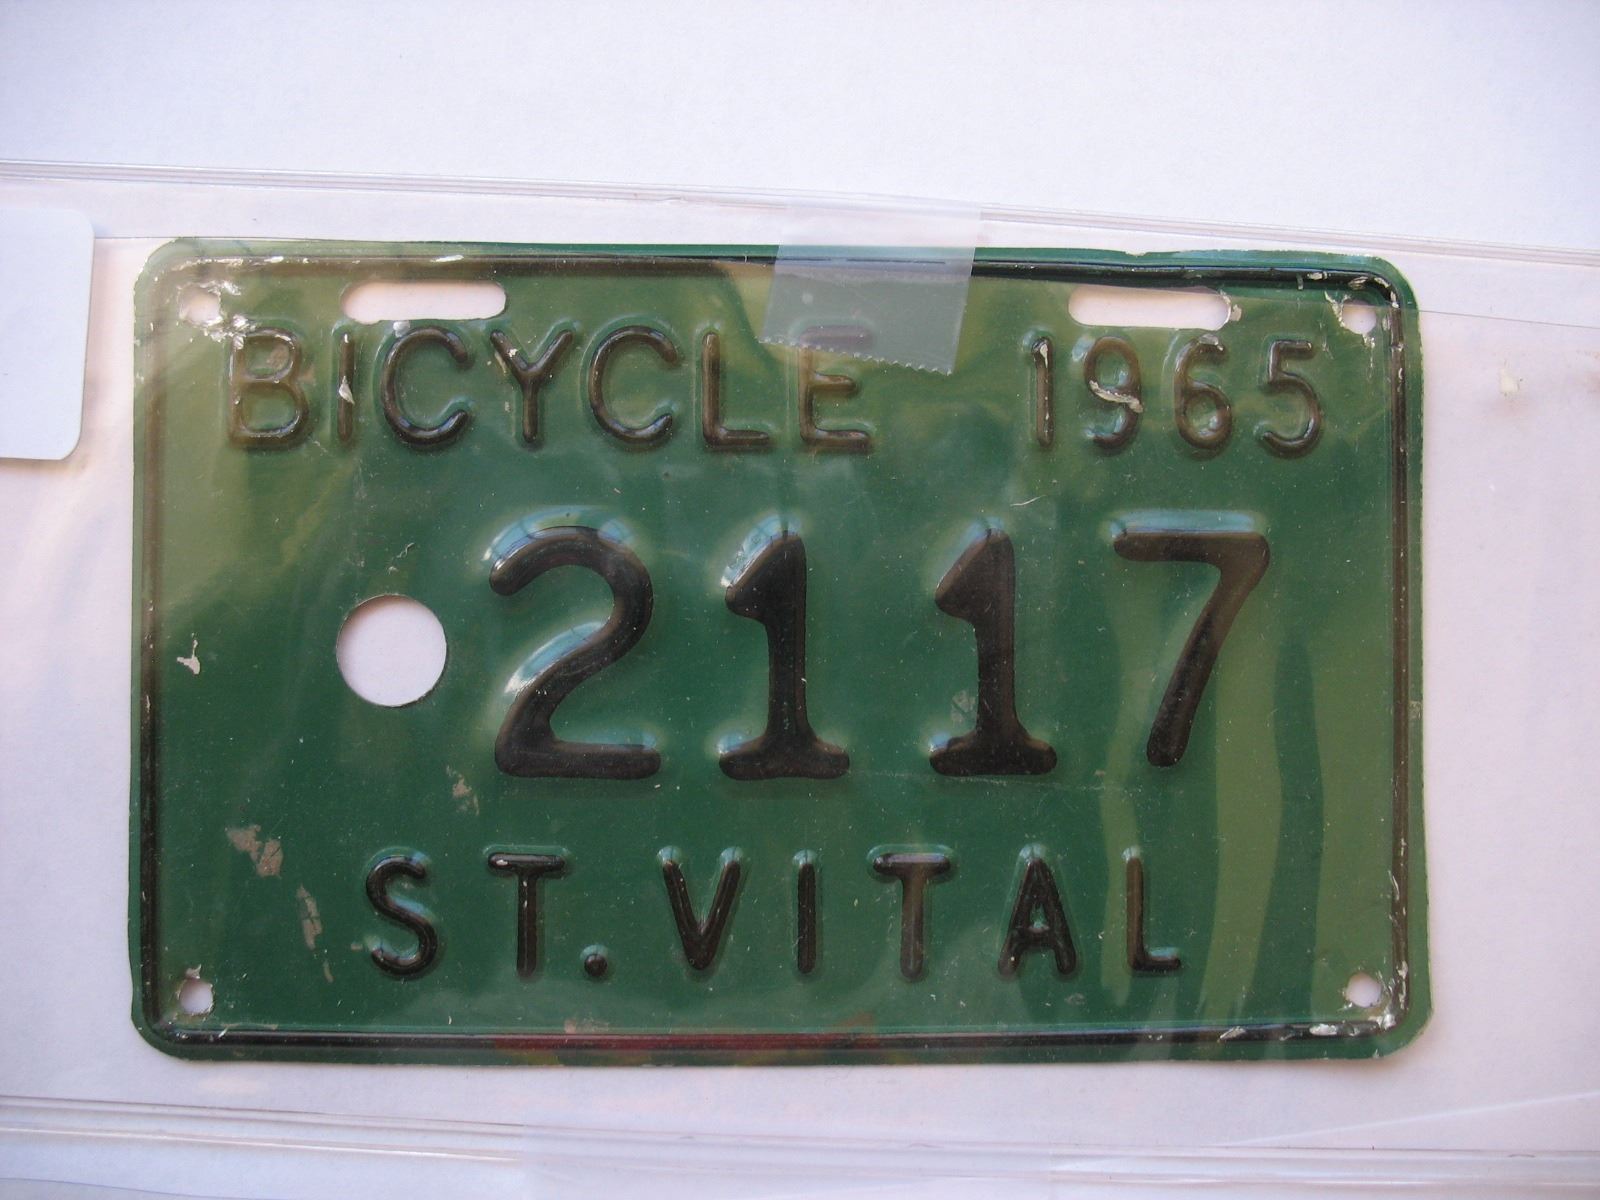 BICYCLE 1965
2117
ST. VITAL